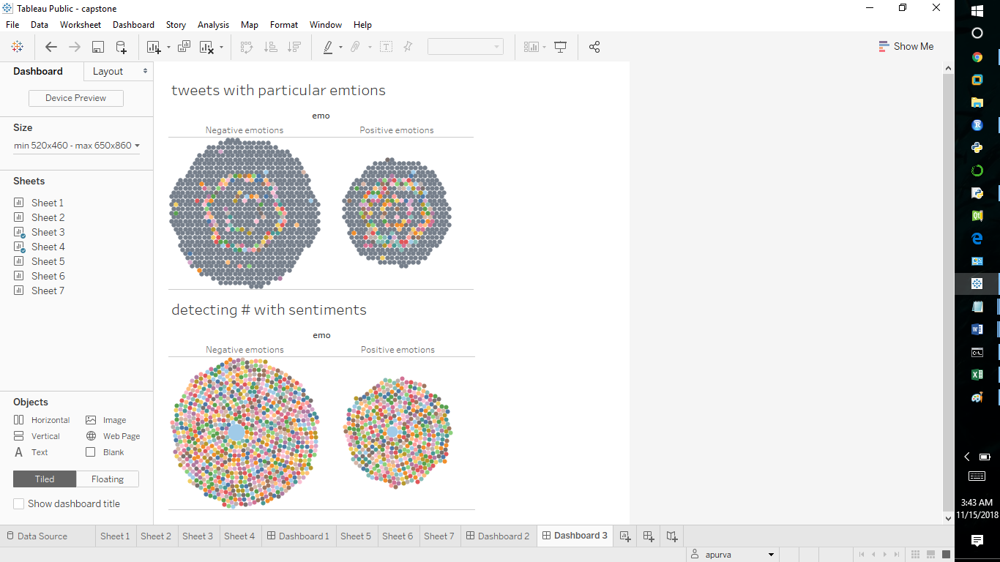 Tableau Public - capstone
File Data Worksheet Dashboard Story Analysis Map Format Window Help
Show Me
Dashboard Layout
Device Preview
Size
min 520x460 - max 650x860
Sheets
Sheet 1
Sheet 2
Sheet 3
Sheet 4
Sheet 5
Sheet 6
Sheet 7
Objects
Horizontal Image
Vertical Web Page
A Text Blank
Tiled Floating
Show dashboard title
tweets with particular emtions
emo
Negative emotions Positive emotions
detecting # with sentiments
emo
Negative emotions Positive emotions
Data Source Sheet 1 Sheet 2 Sheet 3 Sheet 4 Dashboard 1 Sheet 5 Sheet 6 Sheet 7 Dashboard 2 Dashboard 3
apurva
3:43 AM
11/15/2018